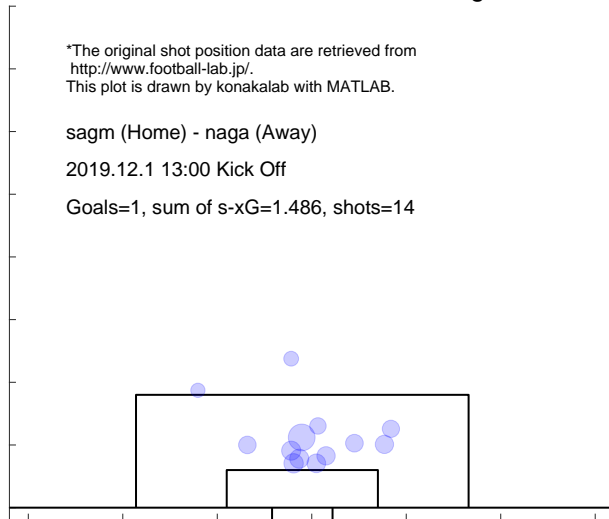 *The original shot position data are retrieved from
http://www.football-lab.jp/.
This plot is drawn by konakalab with MATLAB.
sagm (Home) - naga (Away)
2019.12.1 13:00 Kick Off
Goals=1, sum of s-xG=1.486, shots=14